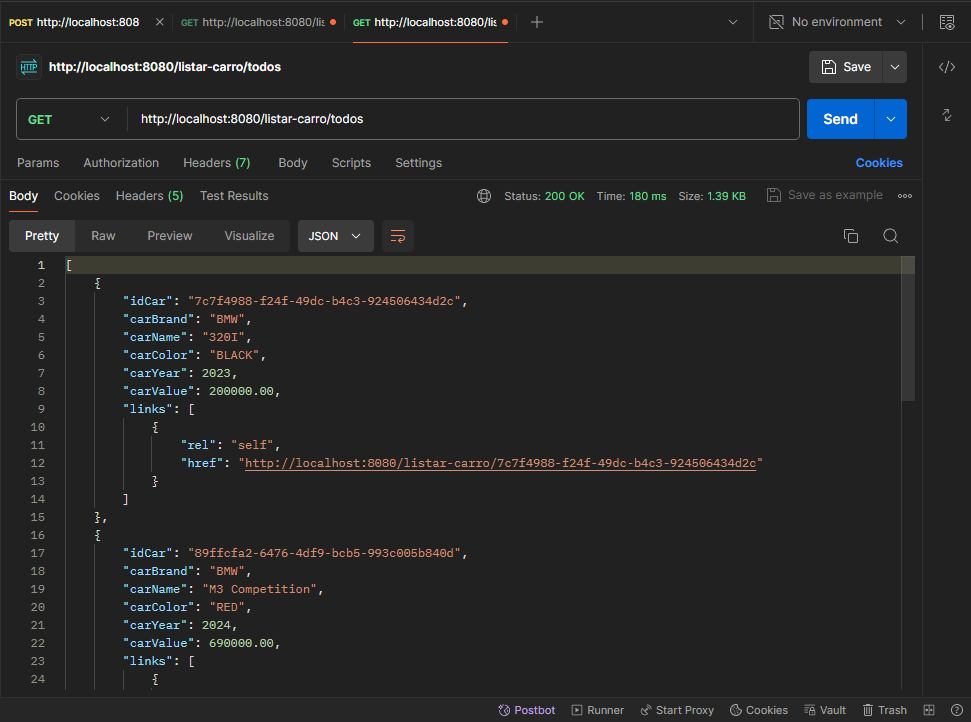 POST http://localhost:808
GET http://localhost:8080/lis
GET http://localhost:8080/lis
No environment
HTTP http://localhost:8080/listar-carro/todos
Save
GET http://localhost:8080/listar-carro/todos
Send
Params Authorization Headers (7) Body Scripts Settings Cookies
Body Cookies Headers (5) Test Results Status: 200 OK Time: 180 ms Size: 1.39 KB Save as example
Pretty Raw Preview Visualize JSON
1 [
2 {
3 "idCar": "7c7f4988-f24f-49dc-b4c3-924506434d2c",
4 "carBrand": "BMW",
5 "carName": "320I",
6 "carColor": "BLACK",
7 "carYear": 2023,
8 "carValue": 200000.00,
9 "links": [
10 {
11 "rel": "self",
12 "href": "http://localhost:8080/listar-carro/7c7f4988-f24f-49dc-b4c3-924506434d2c"
13 }
14 ]
15 },
16 {
17 "idCar": "89ffcfa2-6476-4df9-bcb5-993c005b840d",
18 "carBrand": "BMW",
19 "carName": "M3 Competition",
20 "carColor": "RED",
21 "carYear": 2024,
22 "carValue": 690000.00,
23 "links": [
24 {
Postbot Runner Start Proxy Cookies Vault Trash